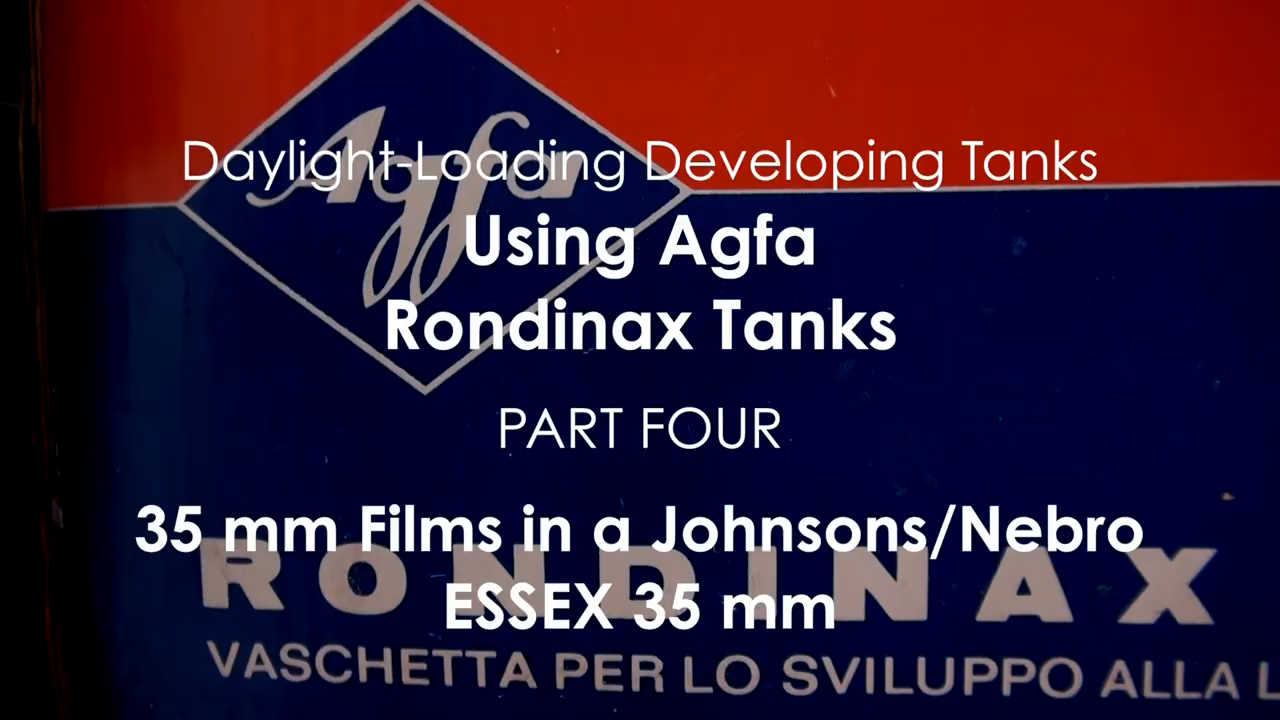 Daylight-Loading Developing Tanks
Agfa
Using Agfa
Rondinax Tanks
PART FOUR
35 mm Films in a Johnsons/Nebro
RONDINAX
ESSEX 35 mm
VASCHETTA PER LO SVILUPPO ALLA